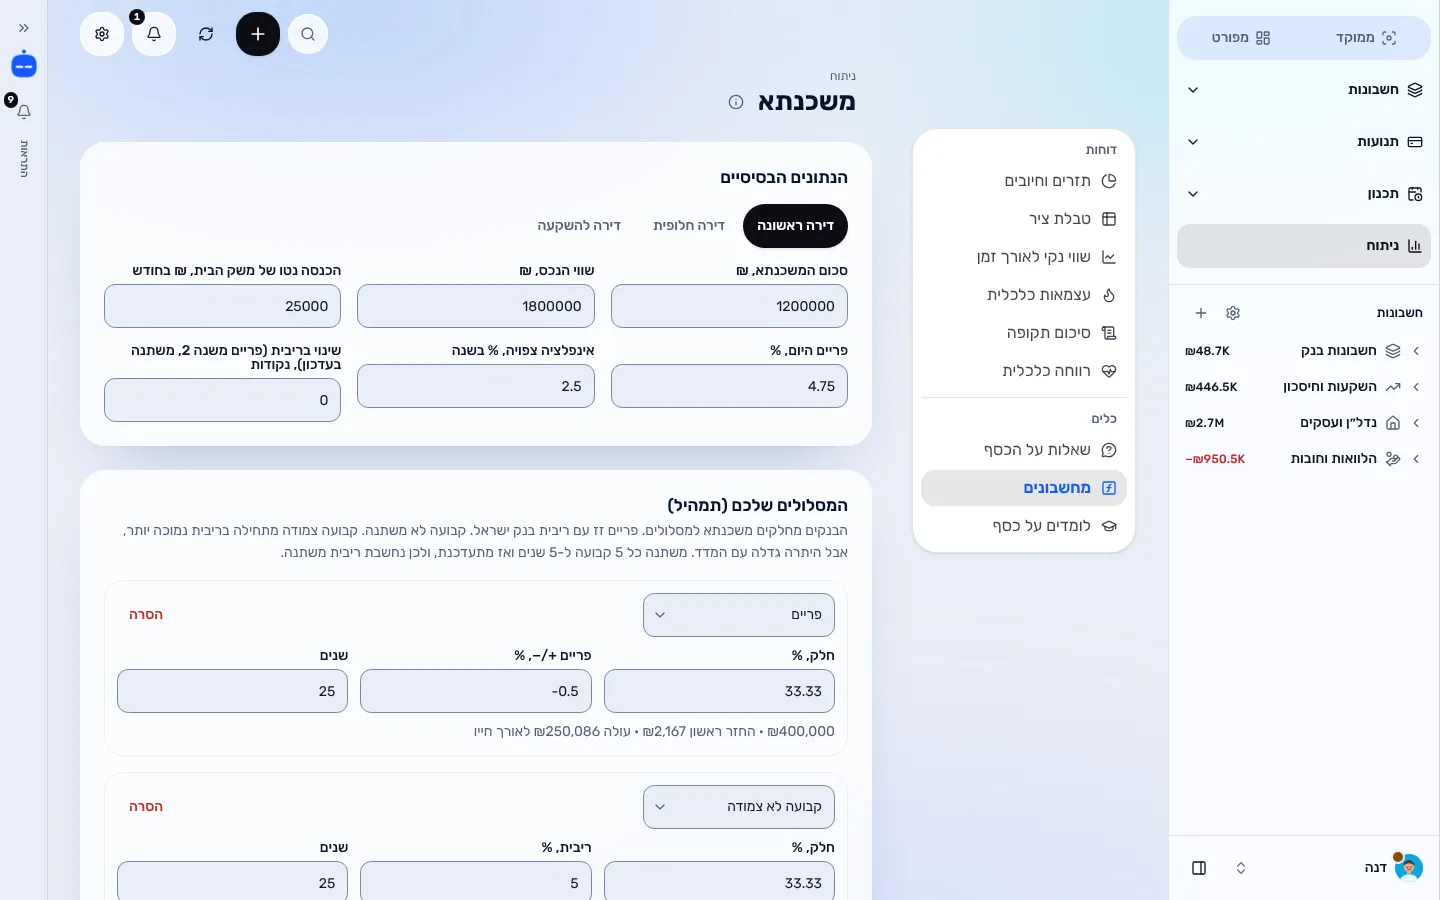 ממוקד
מפורט
חשבונות
תנועות
תכנון
ניתוח
חשבונות
חשבונות בנק ₪48.7K
השקעות וחיסכון ₪446.5K
נדל״ן ועסקים ₪2.7M
הלוואות וחובות −₪950.5K
דנה
דוחות
תזרים וחיובים
טבלת ציר
שווי נקי לאורך זמן
עצמאות כלכלית
סיכום תקופה
רווחה כלכלית
כלים
שאלות על הכסף
מחשבונים
לומדים על כסף
1
ניתוח
משכנתא
הנתונים הבסיסיים
דירה ראשונה
דירה חלופית
דירה להשקעה
סכום המשכנתא, ₪
שווי הנכס, ₪
הכנסה נטו של משק הבית, ₪ בחודש
1200000
1800000
25000
פריים היום, %
אינפלציה צפויה, % בשנה
שינוי בריבית (פריים משנה 2, משתנה
בעדכון), נקודות
4.75
2.5
0
המסלולים שלכם (תמהיל)
הבנקים מחלקים משכנתא למסלולים. פריים זז עם ריבית בנק ישראל. קבועה לא משתנה. קבועה צמודה מתחילה בריבית נמוכה יותר,
אבל היתרה גדלה עם המדד. משתנה כל 5 קבועה ל-5 שנים ואז מתעדכנת, ולכן נחשבת ריבית משתנה.
פריים
הסרה
חלק, %
פריים +/−, %
שנים
33.33
-0.5
25
₪400,000 • החזר ראשון ₪2,167 • עולה ₪250,086 לאורך חייו
קבועה לא צמודה
הסרה
חלק, %
ריבית, %
שנים
33.33
5
25
9
התראות